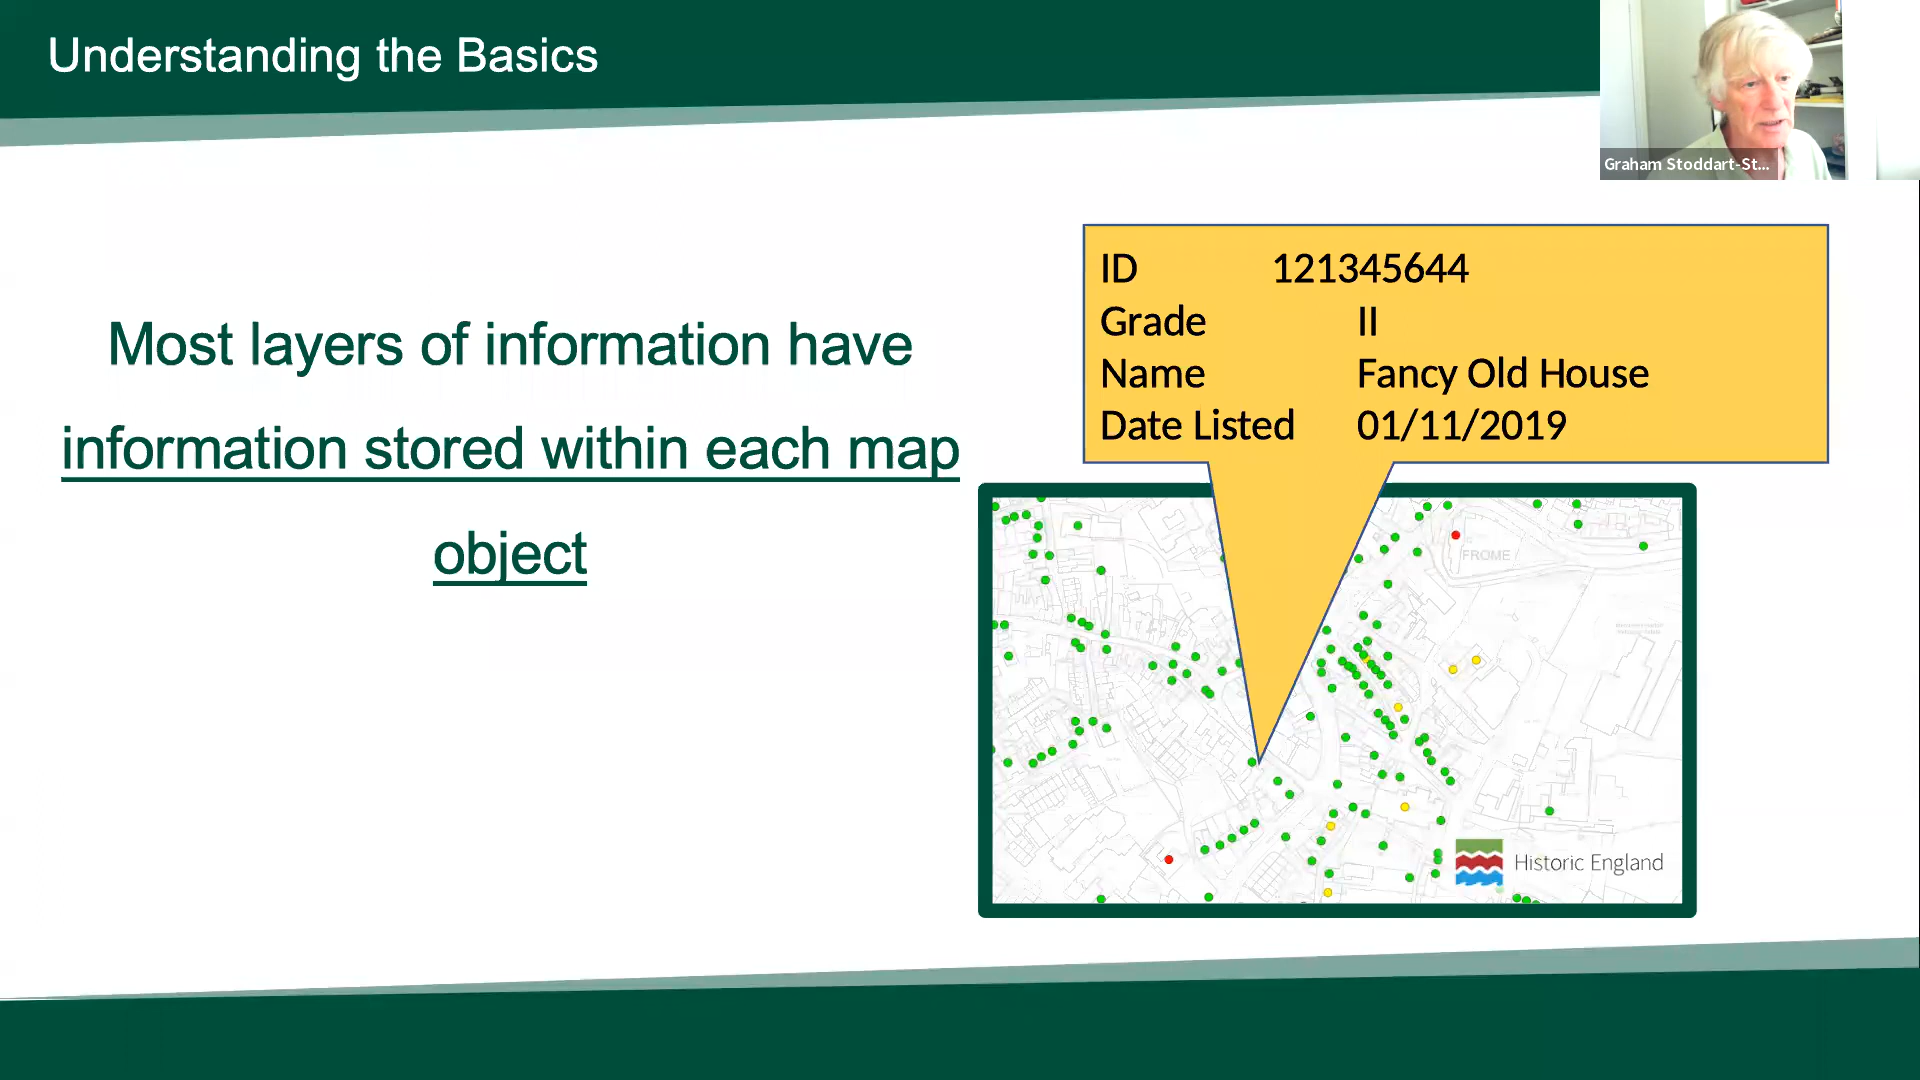 Understanding the Basics
Graham Stoddart-St...
Most layers of information have
information stored within each map
object
ID 121345644
Grade II
Name Fancy Old House
Date Listed 01/11/2019
FROME
Historic England